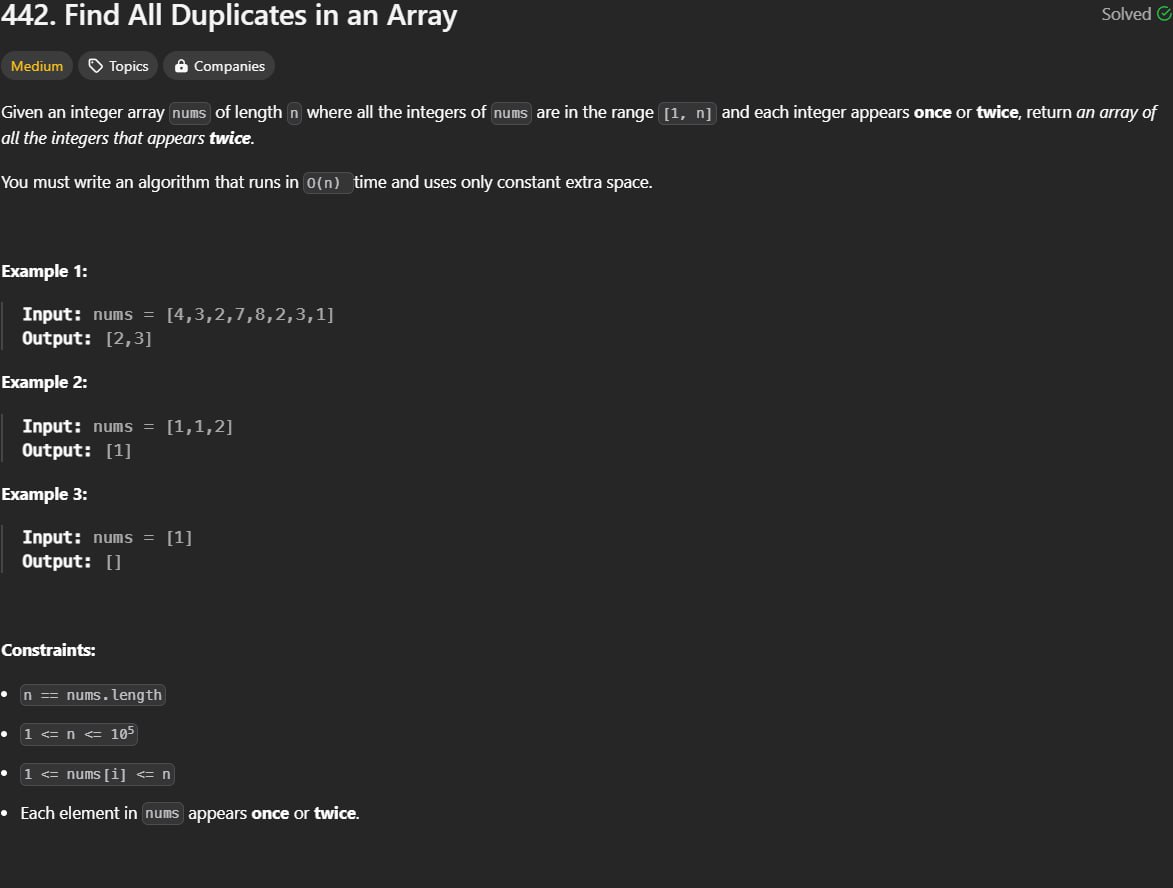 442. Find All Duplicates in an Array
Solved
Medium Topics Companies
Given an integer array nums of length n where all the integers of nums are in the range [1, n] and each integer appears once or twice, return an array of
all the integers that appears twice.
You must write an algorithm that runs in O(n) time and uses only constant extra space.
Example 1:
Input: nums = [4,3,2,7,8,2,3,1]
Output: [2,3]
Example 2:
Input: nums = [1,1,2]
Output: [1]
Example 3:
Input: nums = [1]
Output: []
Constraints:
• n == nums.length
• 1 <= n <= 10⁵
• 1 <= nums[i] <= n
• Each element in nums appears once or twice.